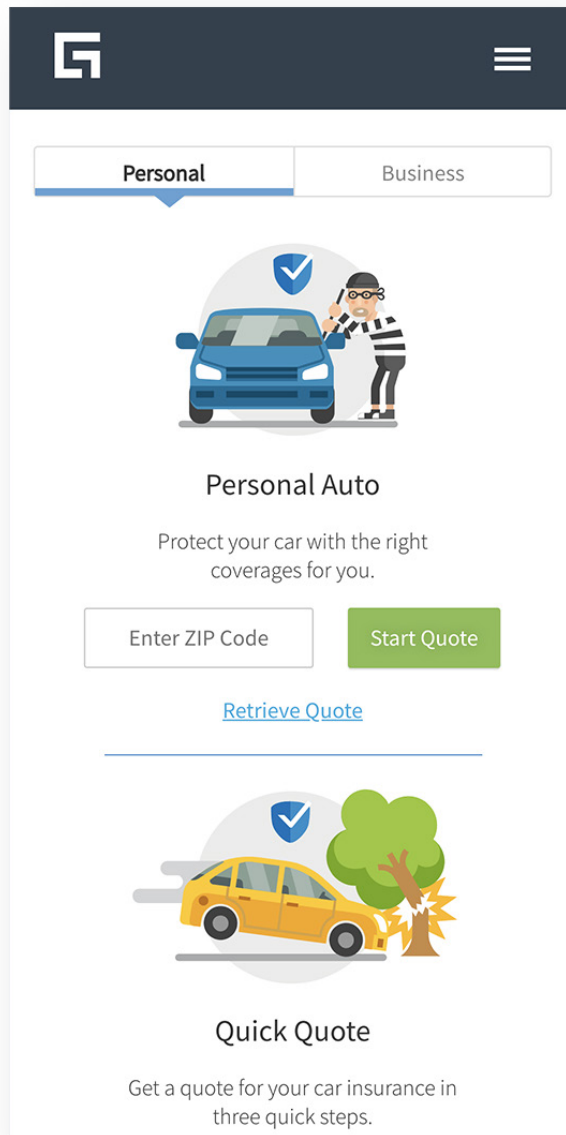 Personal
Business
Personal Auto
Protect your car with the right
coverages for you.
Enter ZIP Code
Start Quote
Retrieve Quote
Quick Quote
Get a quote for your car insurance in
three quick steps.